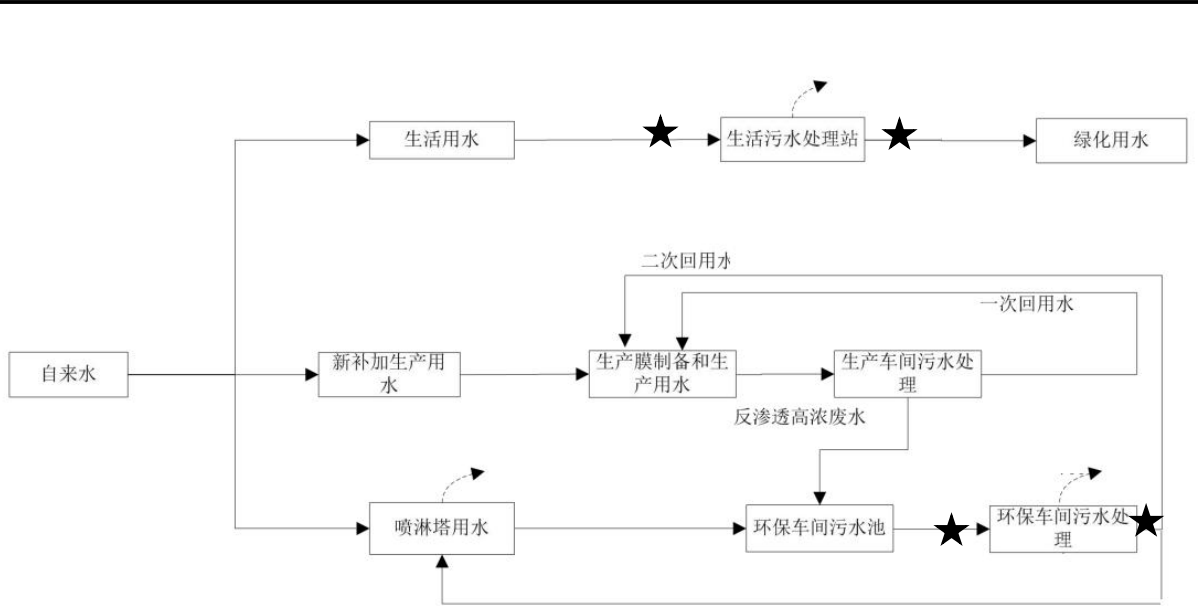 生活用水
生活污水处理站
绿化用水
二次回用水
一次回用水
自来水
新补加生产用
水
生产膜制备和生
产用水
生产车间污水处
理
反渗透高浓废水
喷淋塔用水
环保车间污水池
环保车间污水处
理